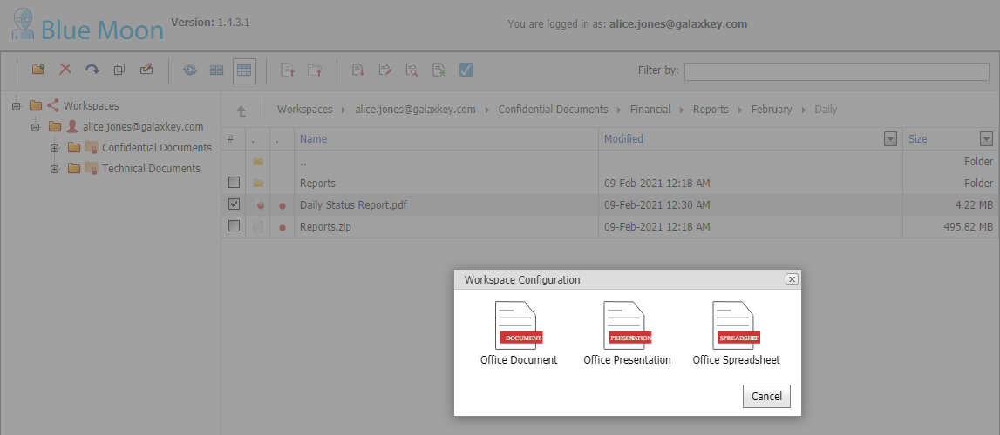 Blue Moon Version: 1.4.3.1 You are logged in as: alice.jones@galaxkey.com
Filter by:
Workspaces
alice.jones@galaxkey.com
Confidential Documents
Technical Documents
Workspaces alice.jones@galaxkey.com Confidential Documents Financial Reports February Daily
# . . Name Modified Size
.. Folder
Reports 09-Feb-2021 12:18 AM Folder
Daily Status Report.pdf 09-Feb-2021 12:30 AM 4.22 MB
Reports.zip 09-Feb-2021 12:18 AM 495.82 MB
Workspace Configuration
DOCUMENT PRESENTATION SPREADSHEET
Office Document Office Presentation Office Spreadsheet
Cancel